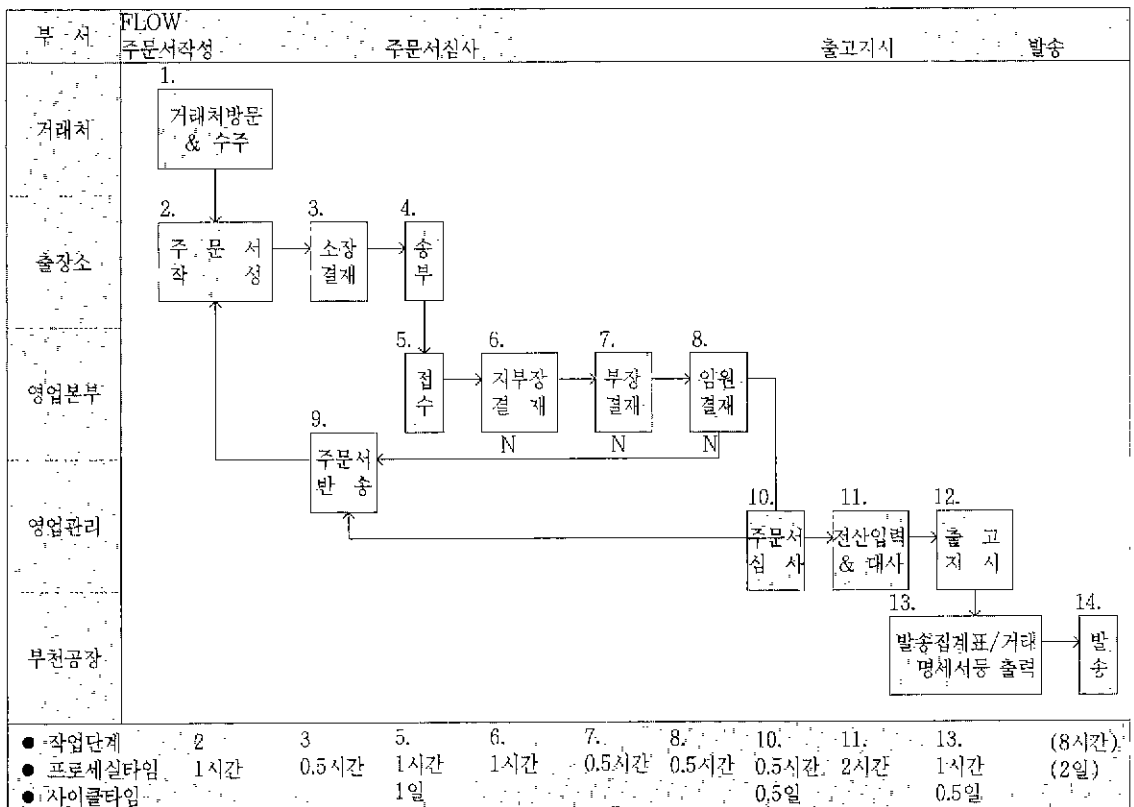 부 서 FLOW
주문서작성 주문서심사 출고지시 발송
거래처
1.
거래처방문
& 수주
출장소
2. 3. 4.
주 문 서 소장 송
작 성 결재 부
영업본부
5. 6. 7. 8.
접 지부장 부장 임원
수 결 재 결재 결재
N N N
9.
주문서
반 송
영업관리
10. 11. 12.
주문서 전산입력 출 고
심 사 & 대사 지 시
부천공장
13. 14.
발송집계표/거래 발
명세서등 출력 송
● 작업단계 2 3 5. 6. 7. 8. 10. 11. 13. (8시간)
● 프로세실타임 1시간 0.5시간 1시간 1시간 0.5시간 0.5시간 0.5시간 2시간 1시간 (2일)
● 사이클타임 1일 0.5일 0.5일